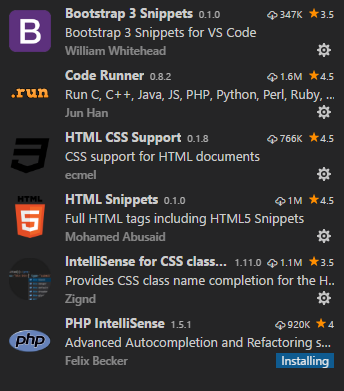 B
Bootstrap 3 Snippets 0.1.0 347K 3.5
Bootstrap 3 Snippets for VS Code
William Whitehead
.run
Code Runner 0.8.2 1.6M 4.5
Run C, C++, Java, JS, PHP, Python, Perl, Ruby, ...
Jun Han
HTML CSS Support 0.1.8 766K 4.5
CSS support for HTML documents
ecmel
HTML
5
HTML Snippets 0.1.0 1M 4.5
Full HTML tags including HTML5 Snippets
Mohamed Abusaid
IntelliSense for CSS class... 1.11.0 1.1M 3.5
Provides CSS class name completion for the H...
Zignd
php
PHP IntelliSense 1.5.1 920K 4
Advanced Autocompletion and Refactoring s...
Felix Becker Installing